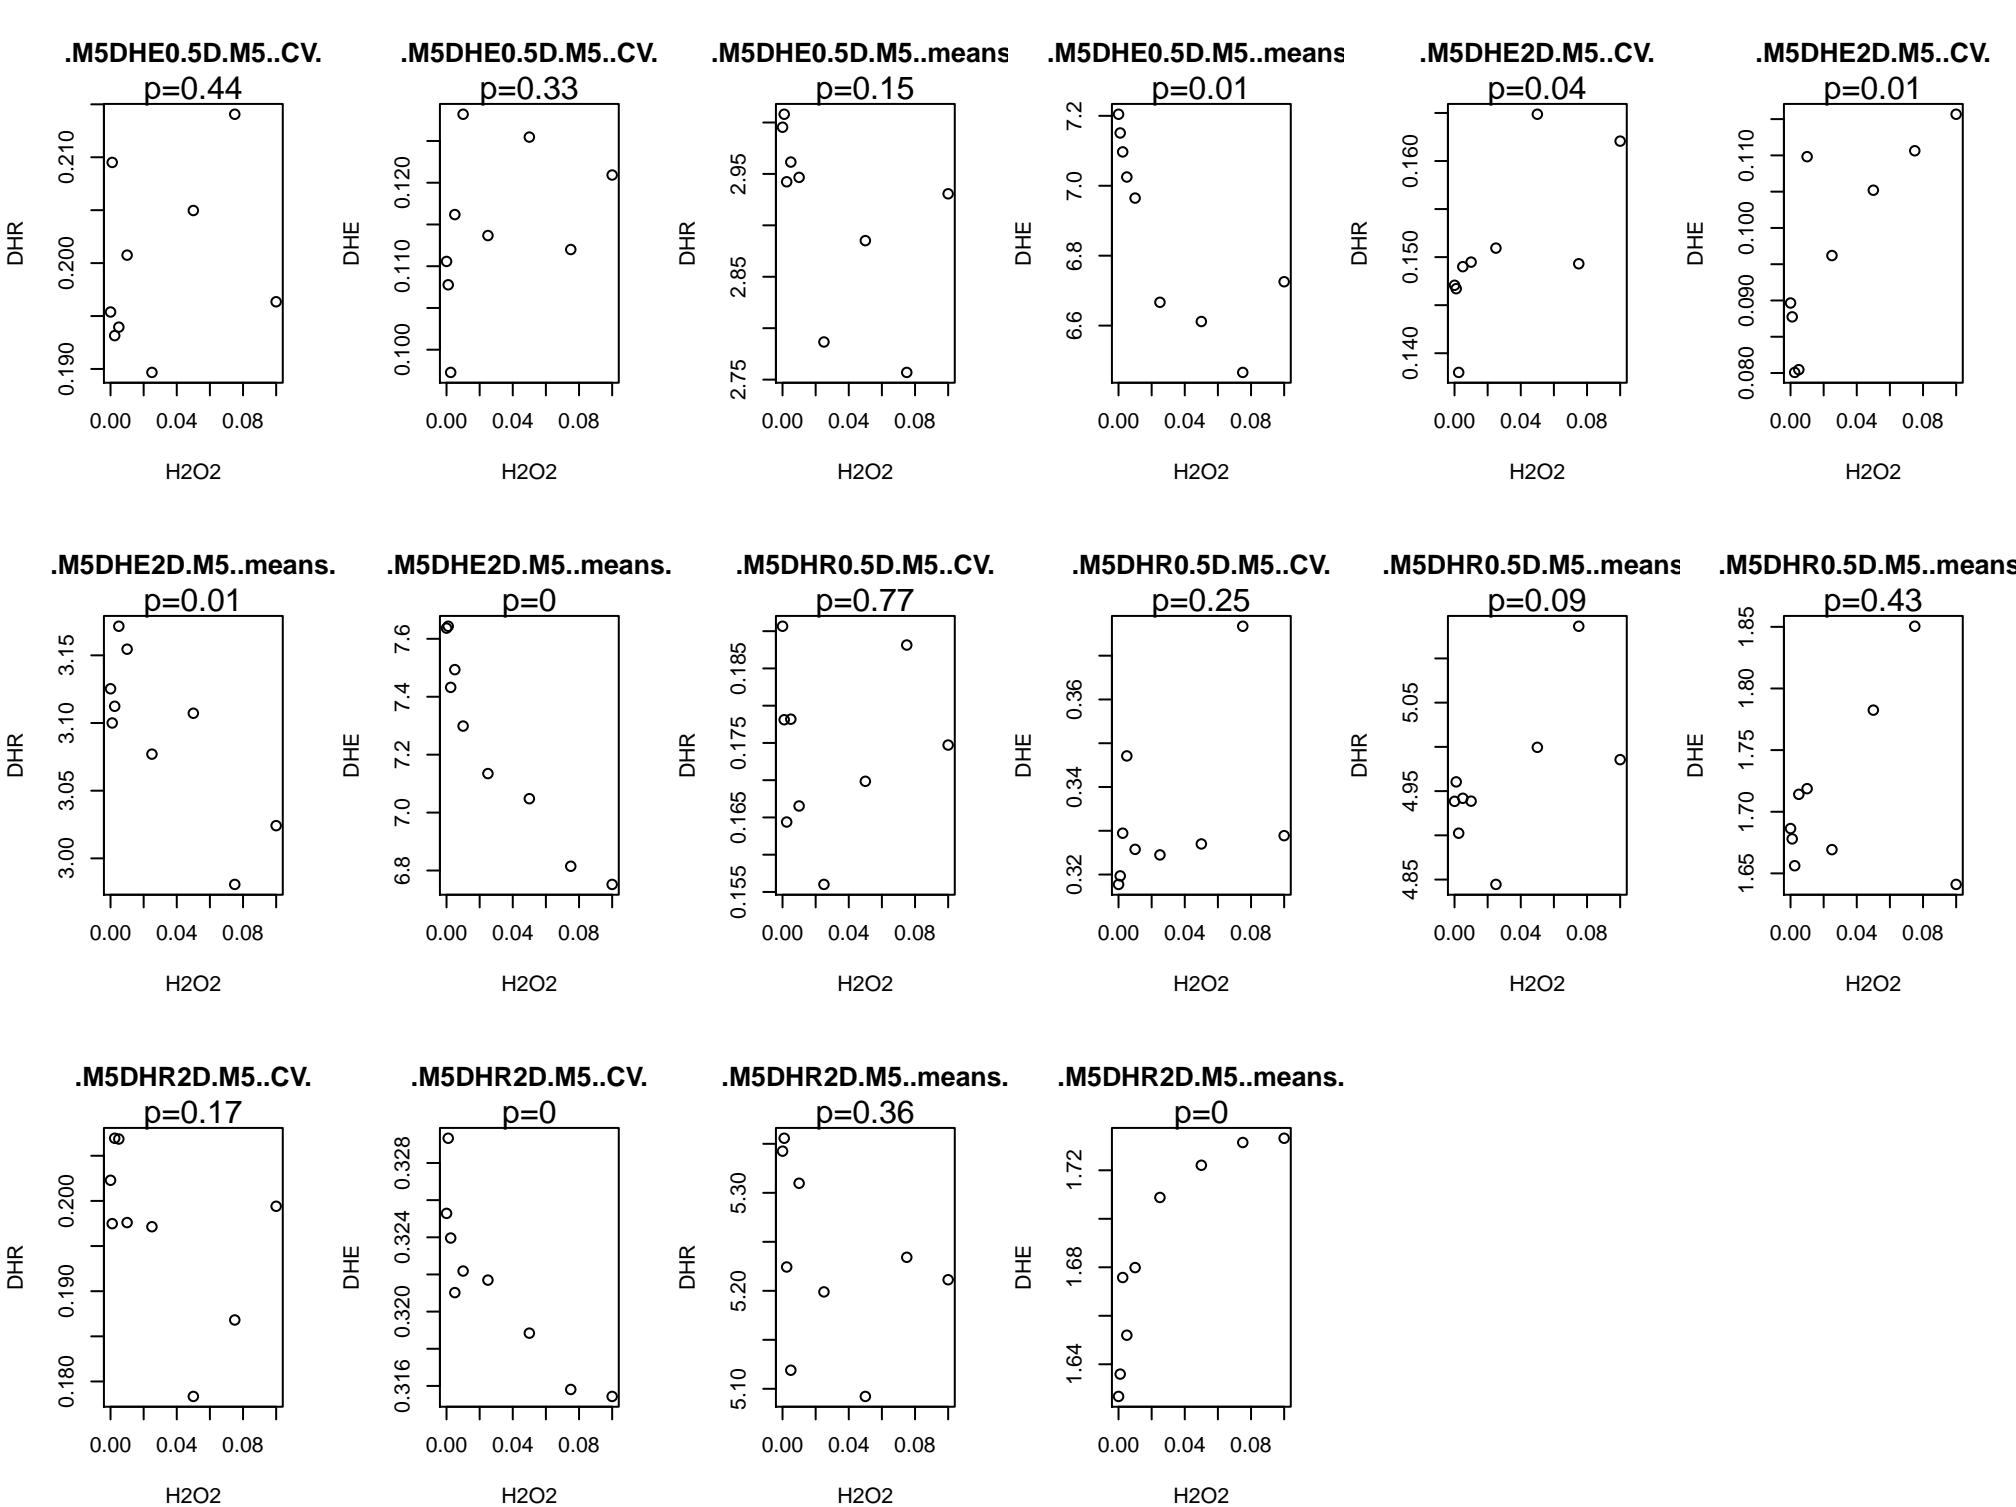 .M5DHE0.5D.M5..CV.
p=0.44
DHR
0.190 0.200 0.210
0.00 0.04 0.08
H2O2
.M5DHE0.5D.M5..CV.
p=0.33
DHE
0.100 0.110 0.120
0.00 0.04 0.08
H2O2
.M5DHE0.5D.M5..means
p=0.15
DHR
2.75 2.85 2.95
0.00 0.04 0.08
H2O2
.M5DHE0.5D.M5..means
p=0.01
DHE
6.6 6.8 7.0 7.2
0.00 0.04 0.08
H2O2
.M5DHE2D.M5..CV.
p=0.04
DHR
0.140 0.150 0.160
0.00 0.04 0.08
H2O2
.M5DHE2D.M5..CV.
p=0.01
DHE
0.080 0.090 0.100 0.110
0.00 0.04 0.08
H2O2
.M5DHE2D.M5..means.
p=0.01
DHR
3.00 3.05 3.10 3.15
0.00 0.04 0.08
H2O2
.M5DHE2D.M5..means.
p=0
DHE
6.8 7.0 7.2 7.4 7.6
0.00 0.04 0.08
H2O2
.M5DHR0.5D.M5..CV.
p=0.77
DHR
0.155 0.165 0.175 0.185
0.00 0.04 0.08
H2O2
.M5DHR0.5D.M5..CV.
p=0.25
DHE
0.32 0.34 0.36
0.00 0.04 0.08
H2O2
.M5DHR0.5D.M5..means
p=0.09
DHR
4.85 4.95 5.05
0.00 0.04 0.08
H2O2
.M5DHR0.5D.M5..means
p=0.43
DHE
1.65 1.70 1.75 1.80 1.85
0.00 0.04 0.08
H2O2
.M5DHR2D.M5..CV.
p=0.17
DHR
0.180 0.190 0.200
0.00 0.04 0.08
H2O2
.M5DHR2D.M5..CV.
p=0
DHE
0.316 0.320 0.324 0.328
0.00 0.04 0.08
H2O2
.M5DHR2D.M5..means.
p=0.36
DHR
5.10 5.20 5.30
0.00 0.04 0.08
H2O2
.M5DHR2D.M5..means.
p=0
DHE
1.64 1.68 1.72
0.00 0.04 0.08
H2O2